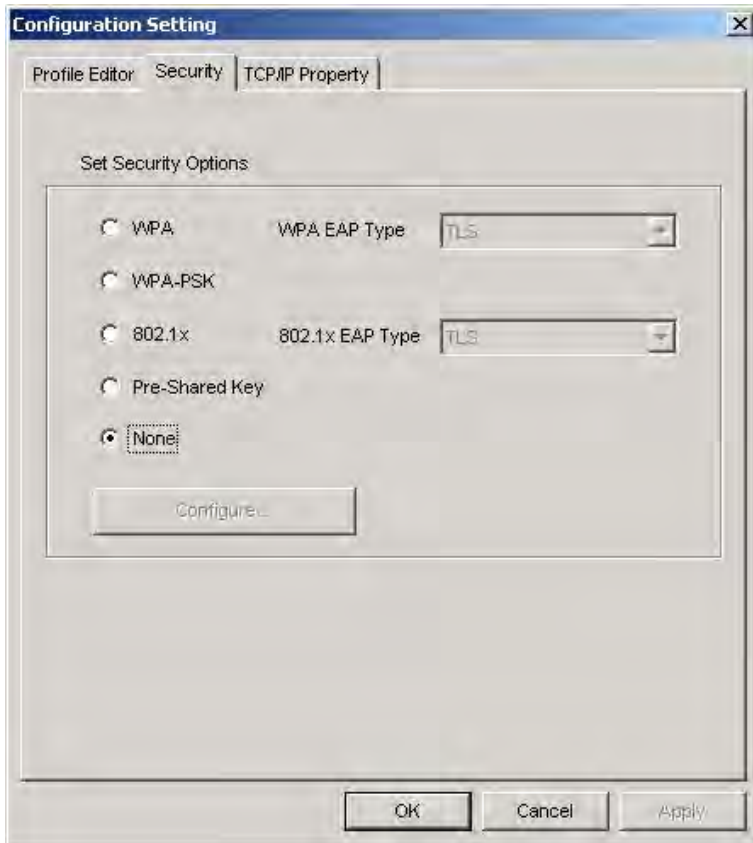 Configuration Setting
Profile Editor Security TCP/IP Property
Set Security Options
WPA WPA EAP Type TLS
WPA-PSK
802.1x 802.1x EAP Type TLS
Pre-Shared Key
None
Configure...
OK Cancel Apply